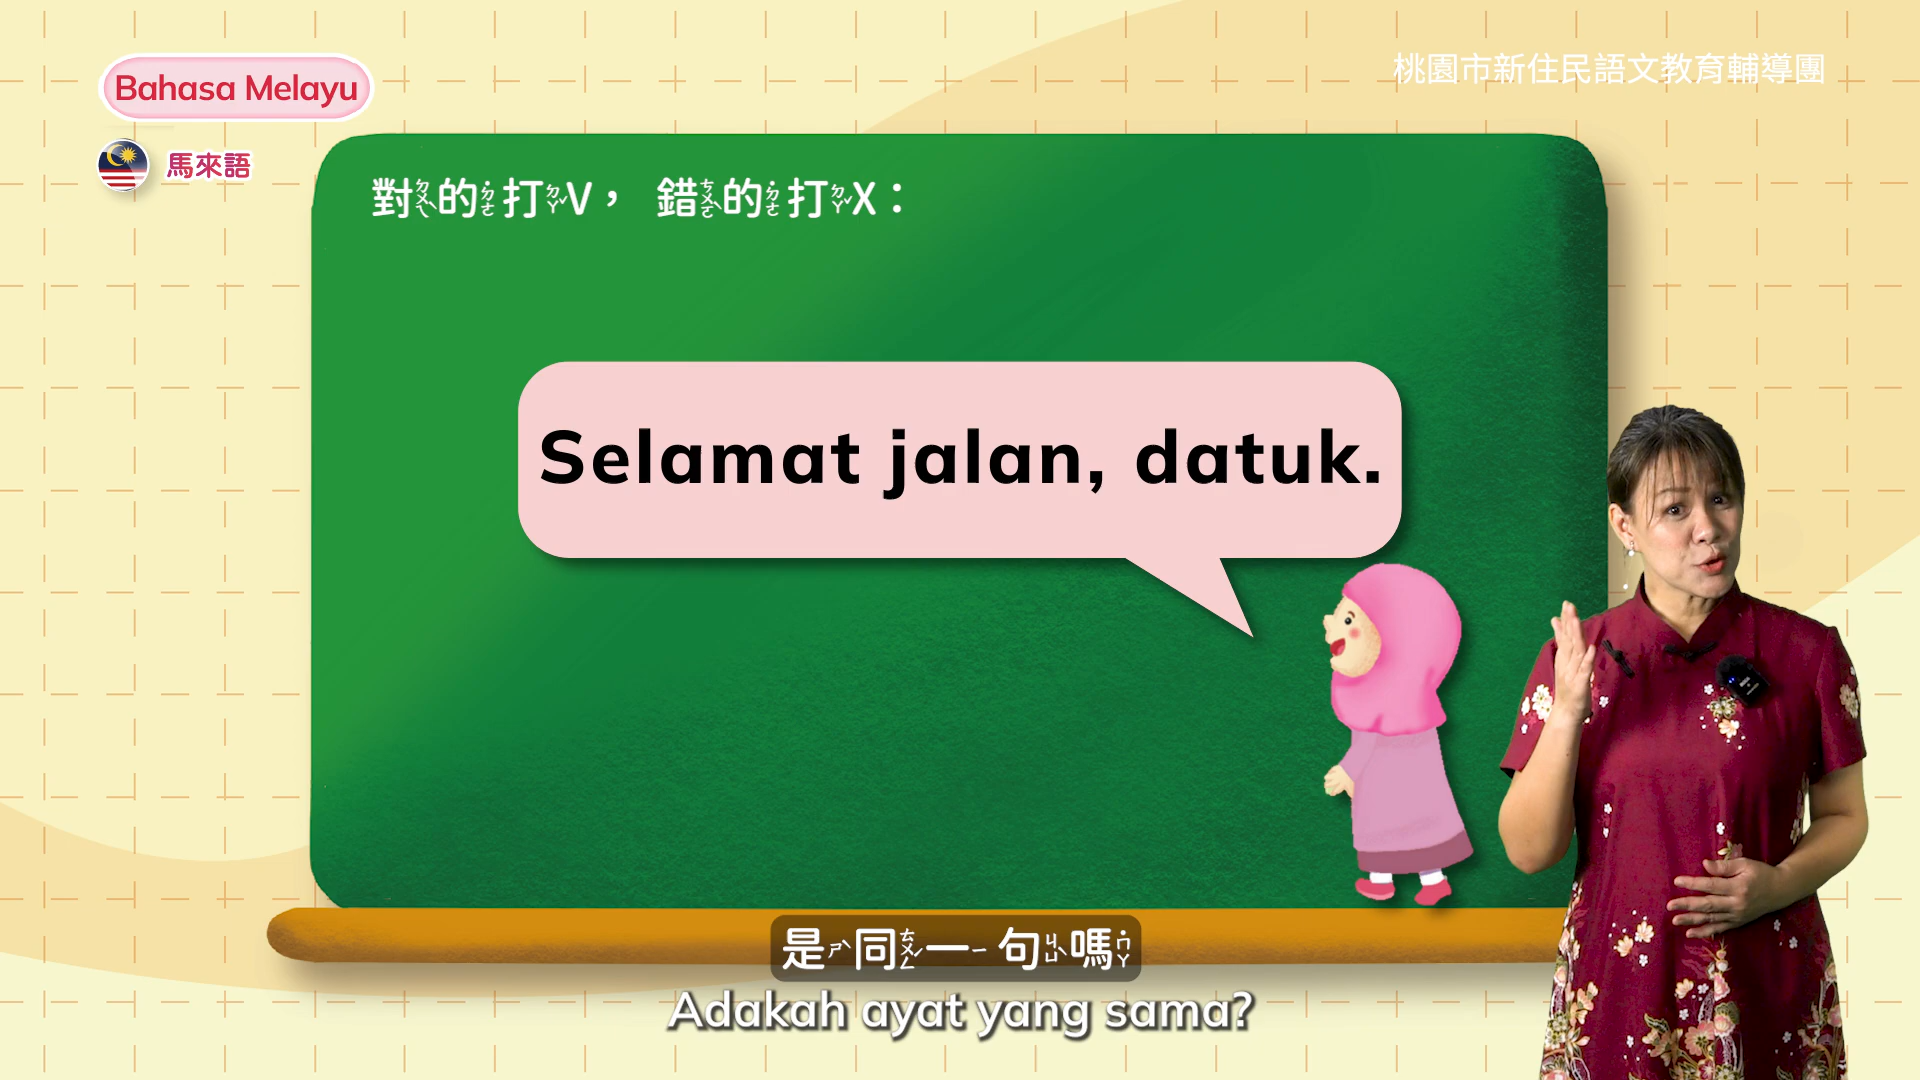 Bahasa Melayu
馬來語
桃園市新住民語文教育輔導團
對ㄉㄨㄟˋ的ㄉㄜ˙打ㄉㄚˇV， 錯ㄘㄨㄛˋ的ㄉㄜ˙打ㄉㄚˇX：
Selamat jalan, datuk.
是ㄕˋ同ㄊㄨㄥˊ一ㄧ句ㄐㄩˋ嗎ㄇㄚ˙
Adakah ayat yang sama?